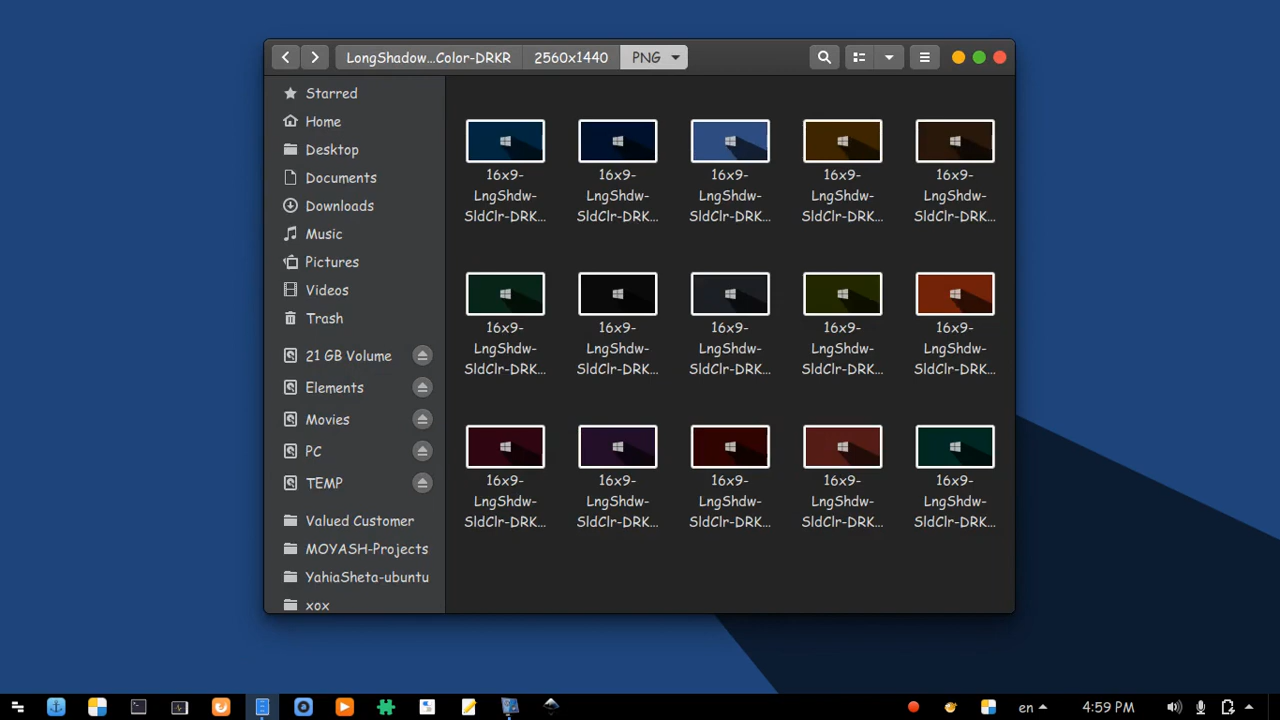 LongShadow...Color-DRKR 2560x1440 PNG
Starred
Home
Desktop
Documents
Downloads
Music
Pictures
Videos
Trash
21 GB Volume
Elements
Movies
PC
TEMP
Valued Customer
MOYASH-Projects
YahiaSheta-ubuntu
xox
16x9-
LngShdw-
SldClr-DRK...
16x9-
LngShdw-
SldClr-DRK...
16x9-
LngShdw-
SldClr-DRK...
16x9-
LngShdw-
SldClr-DRK...
16x9-
LngShdw-
SldClr-DRK...
16x9-
LngShdw-
SldClr-DRK...
16x9-
LngShdw-
SldClr-DRK...
16x9-
LngShdw-
SldClr-DRK...
16x9-
LngShdw-
SldClr-DRK...
16x9-
LngShdw-
SldClr-DRK...
16x9-
LngShdw-
SldClr-DRK...
16x9-
LngShdw-
SldClr-DRK...
16x9-
LngShdw-
SldClr-DRK...
16x9-
LngShdw-
SldClr-DRK...
16x9-
LngShdw-
SldClr-DRK...
en 4:59 PM